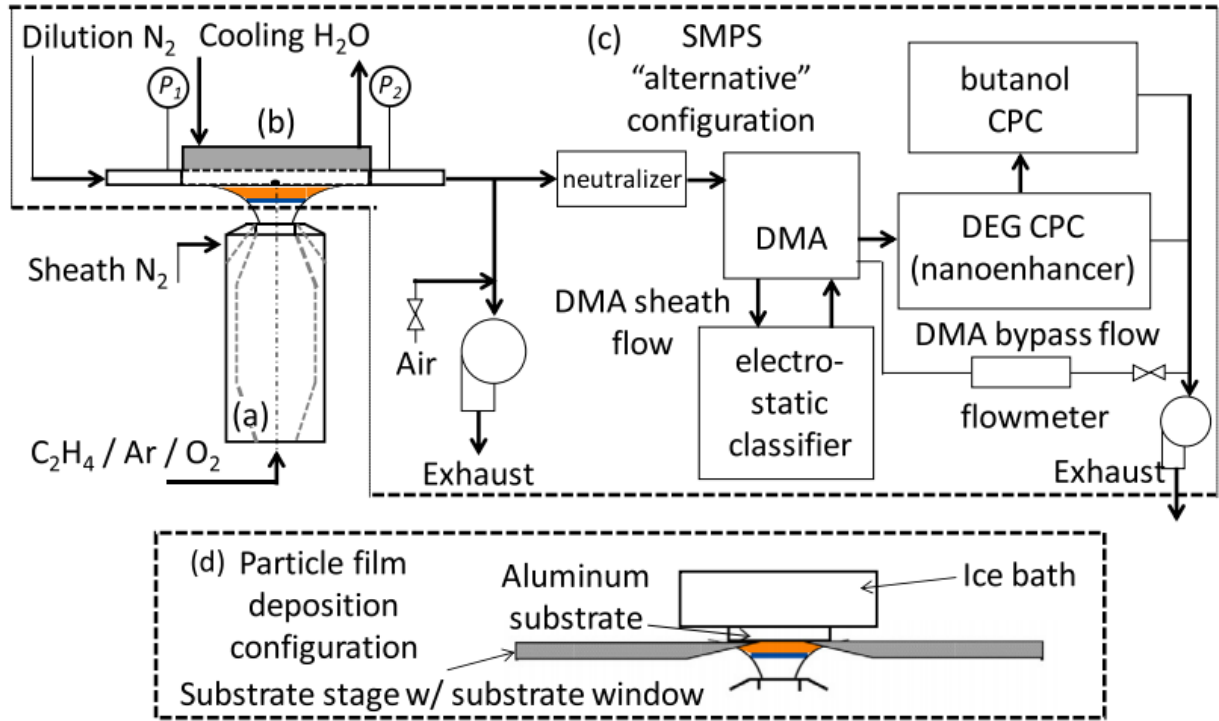 Dilution N2
Cooling H2O
P1
P2
(b)
(c)
SMPS
“alternative”
configuration
butanol
CPC
neutralizer
DMA
DEG CPC
(nanoenhancer)
Sheath N2
DMA sheath
flow
DMA bypass flow
Air
electro-
static
classifier
flowmeter
(a)
C2H4 / Ar / O2
Exhaust
Exhaust
(d) Particle film
deposition
configuration
Aluminum
substrate
Ice bath
Substrate stage w/ substrate window